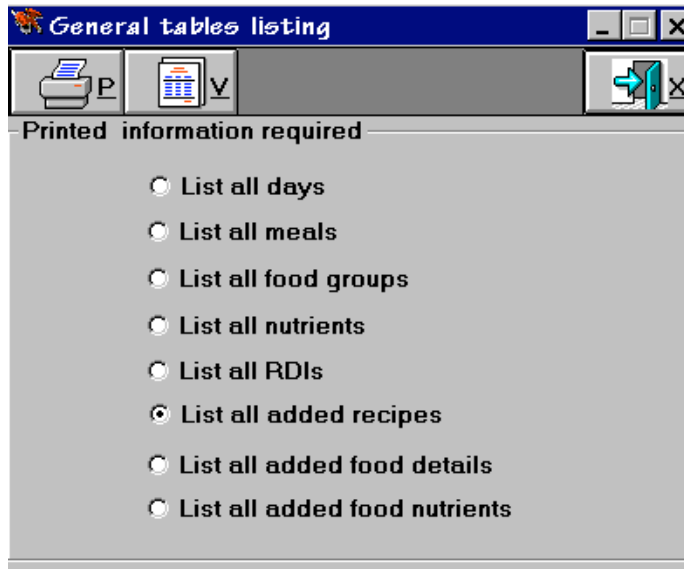 General tables listing
P V X
Printed information required
List all days
List all meals
List all food groups
List all nutrients
List all RDIs
List all added recipes
List all added food details
List all added food nutrients